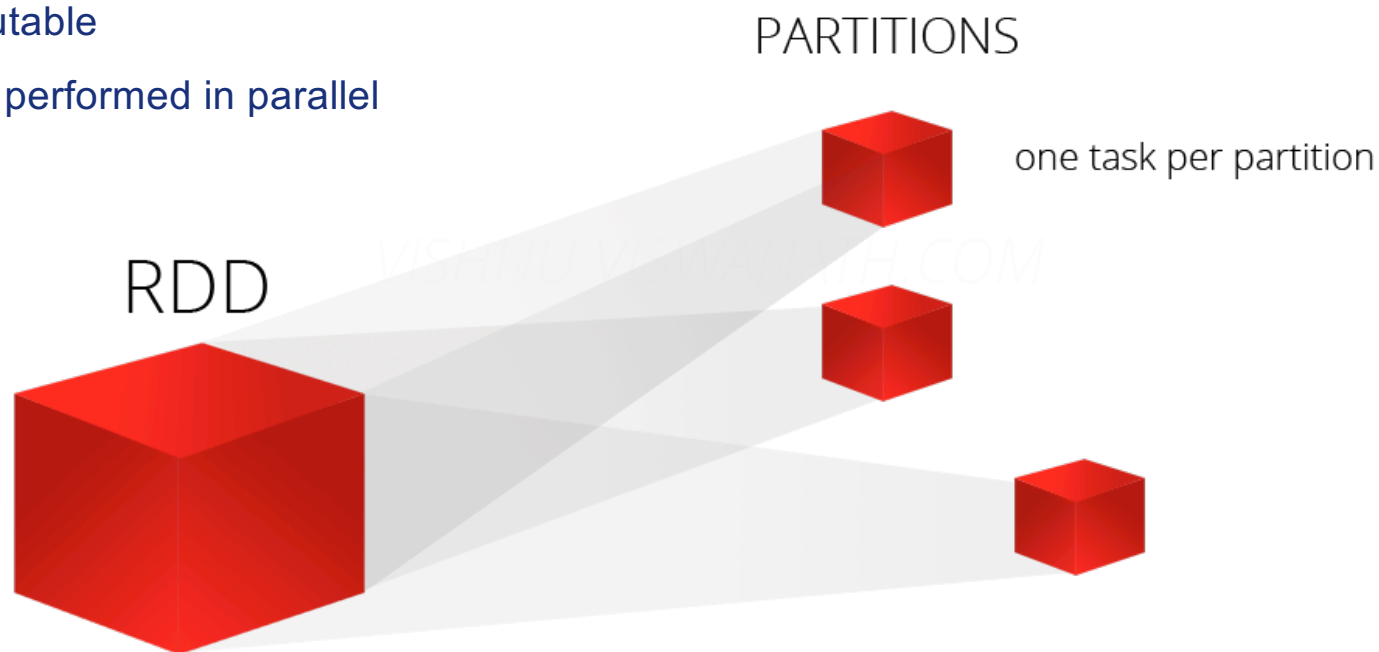 utable
performed in parallel
PARTITIONS
one task per partition
RDD